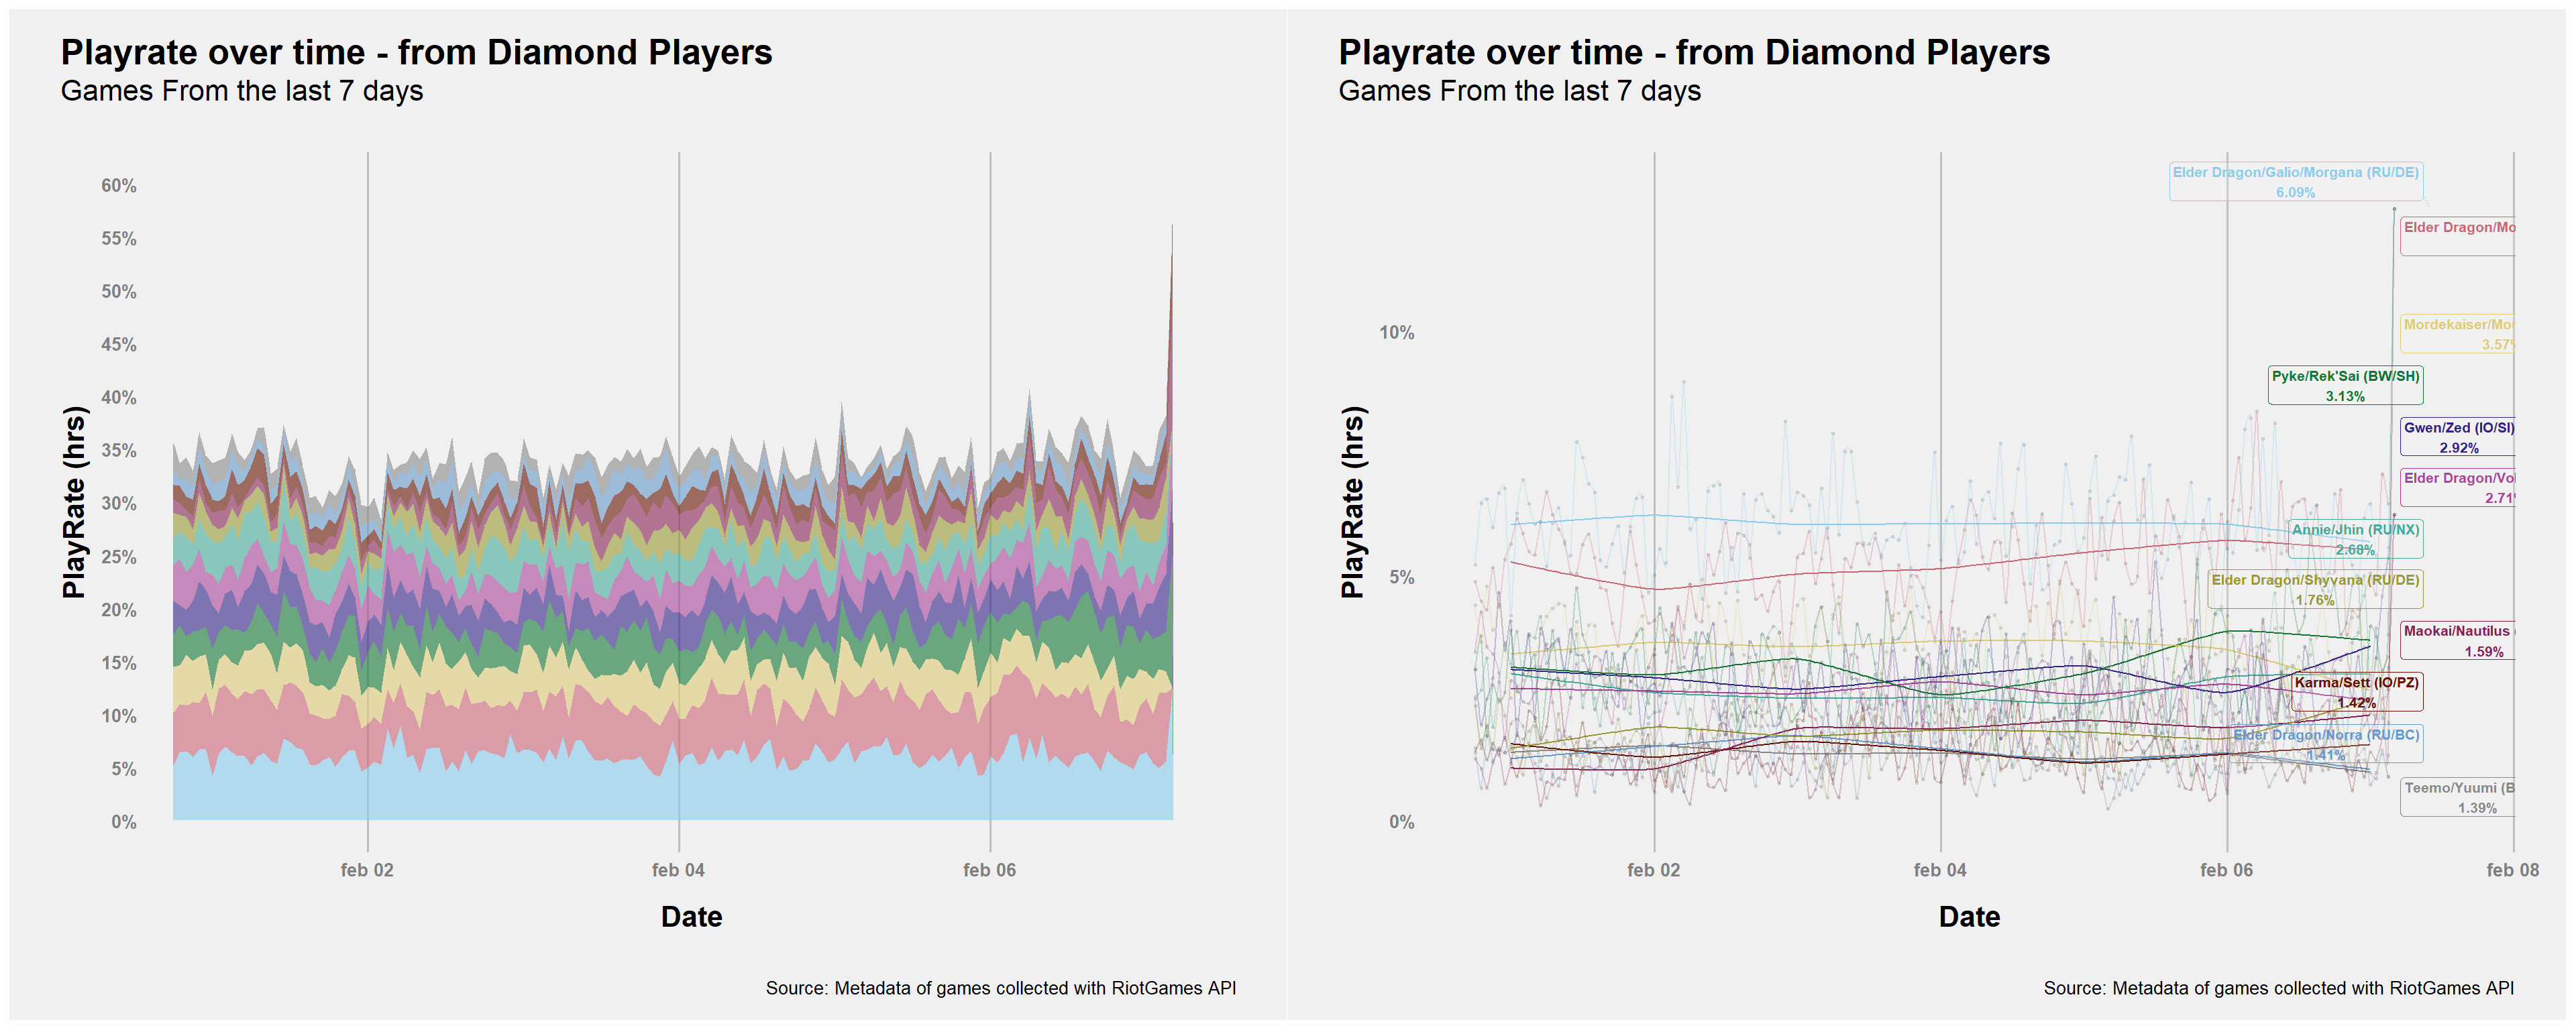 Playrate over time - from Diamond Players
Games From the last 7 days
60%
55%
50%
45%
40%
35%
30%
25%
20%
15%
10%
5%
0%
PlayRate (hrs)
feb 02
feb 04
feb 06
Date
Source: Metadata of games collected with RiotGames API
Playrate over time - from Diamond Players
Games From the last 7 days
10%
5%
0%
PlayRate (hrs)
Elder Dragon/Galio/Morgana (RU/DE)
6.09%
Elder Dragon/Mo
Mordekaiser/Mor
3.57%
Pyke/Rek'Sai (BW/SH)
3.13%
Gwen/Zed (IO/SI)
2.92%
Elder Dragon/Vol
2.71%
Annie/Jhin (RU/NX)
2.68%
Elder Dragon/Shyvana (RU/DE)
1.76%
Maokai/Nautilus
1.59%
Karma/Sett (IO/PZ)
1.42%
Elder Dragon/Norra (RU/BC)
1.41%
Teemo/Yuumi (B
1.39%
feb 02
feb 04
feb 06
feb 08
Date
Source: Metadata of games collected with RiotGames API